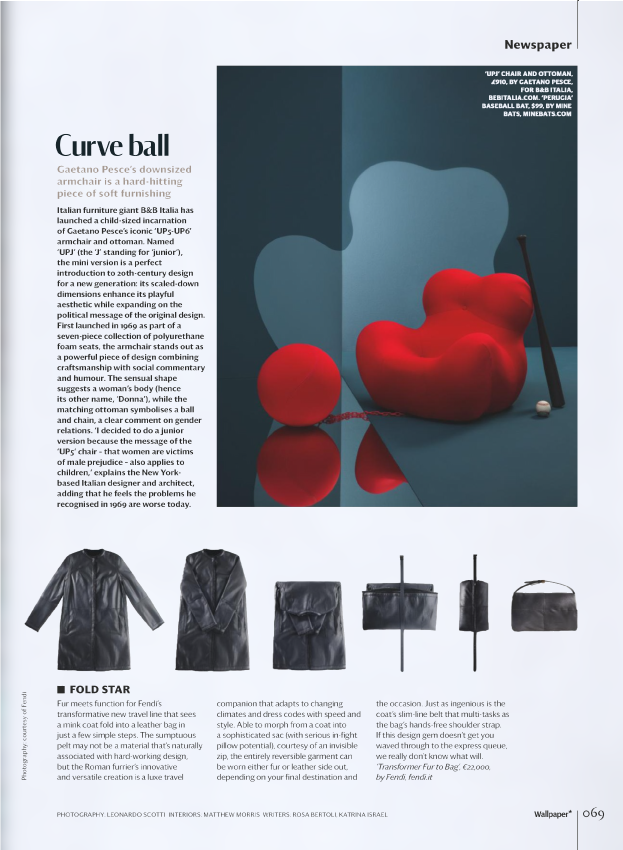 Newspaper
'UPJ' CHAIR AND OTTOMAN,
£910, BY GAETANO PESCE,
FOR B&B ITALIA,
BEBITALIA.COM. 'PERUGIA'
BASEBALL BAT, $99, BY MINE
BATS, MINEBATS.COM
Curve ball
Gaetano Pesce's downsized
armchair is a hard-hitting
piece of soft furnishing
Italian furniture giant B&B Italia has
launched a child-sized incarnation
of Gaetano Pesce's iconic 'UP5-UP6'
armchair and ottoman. Named
'UPJ' (the 'J' standing for 'junior'),
the mini version is a perfect
introduction to 20th-century design
for a new generation: its scaled-down
dimensions enhance its playful
aesthetic while expanding on the
political message of the original design.
First launched in 1969 as part of a
seven-piece collection of polyurethane
foam seats, the armchair stands out as
a powerful piece of design combining
craftsmanship with social commentary
and humour. The sensual shape
suggests a woman's body (hence
its other name, 'Donna'), while the
matching ottoman symbolises a ball
and chain, a clear comment on gender
relations. 'I decided to do a junior
version because the message of the
'UP5' chair - that women are victims
of male prejudice - also applies to
children,' explains the New York-
based Italian designer and architect,
adding that he feels the problems he
recognised in 1969 are worse today.
■ FOLD STAR
Fur meets function for Fendi's
transformative new travel line that sees
a mink coat fold into a leather bag in
just a few simple steps. The sumptuous
pelt may not be a material that's naturally
associated with hard-working design,
but the Roman furrier's innovative
and versatile creation is a luxe travel
companion that adapts to changing
climates and dress codes with speed and
style. Able to morph from a coat into
a sophisticated sac (with serious in-fight
pillow potential), courtesy of an invisible
zip, the entirely reversible garment can
be worn either fur or leather side out,
depending on your final destination and
the occasion. Just as ingenious is the
coat's slim-line belt that multi-tasks as
the bag's hands-free shoulder strap.
If this design gem doesn't get you
waved through to the express queue,
we really don't know what will.
'Transformer Fur to Bag', €22,000,
by Fendi, fendi.it
Photography: courtesy of Fendi
PHOTOGRAPHY: LEONARDO SCOTTI INTERIORS: MATTHEW MORRIS WRITERS: ROSA BERTOLI, KATRINA ISRAEL
Wallpaper* | 069